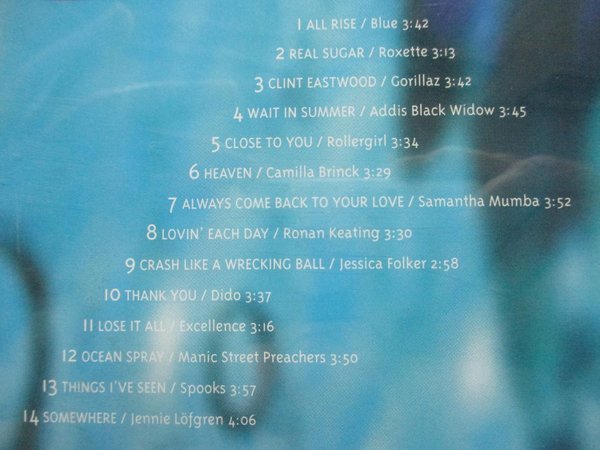 1 ALL RISE / Blue 3:42
2 REAL SUGAR / Roxette 3:13
3 CLINT EASTWOOD / Gorillaz 3:42
4 WAIT IN SUMMER / Addis Black Widow 3:45
5 CLOSE TO YOU / Rollergirl 3:34
6 HEAVEN / Camilla Brinck 3:29
7 ALWAYS COME BACK TO YOUR LOVE / Samantha Mumba 3:52
8 LOVIN' EACH DAY / Ronan Keating 3:30
9 CRASH LIKE A WRECKING BALL / Jessica Folker 2:58
10 THANK YOU / Dido 3:37
11 LOSE IT ALL / Excellence 3:16
12 OCEAN SPRAY / Manic Street Preachers 3:50
13 THINGS I'VE SEEN / Spooks 3:57
14 SOMEWHERE / Jennie Löfgren 4:06